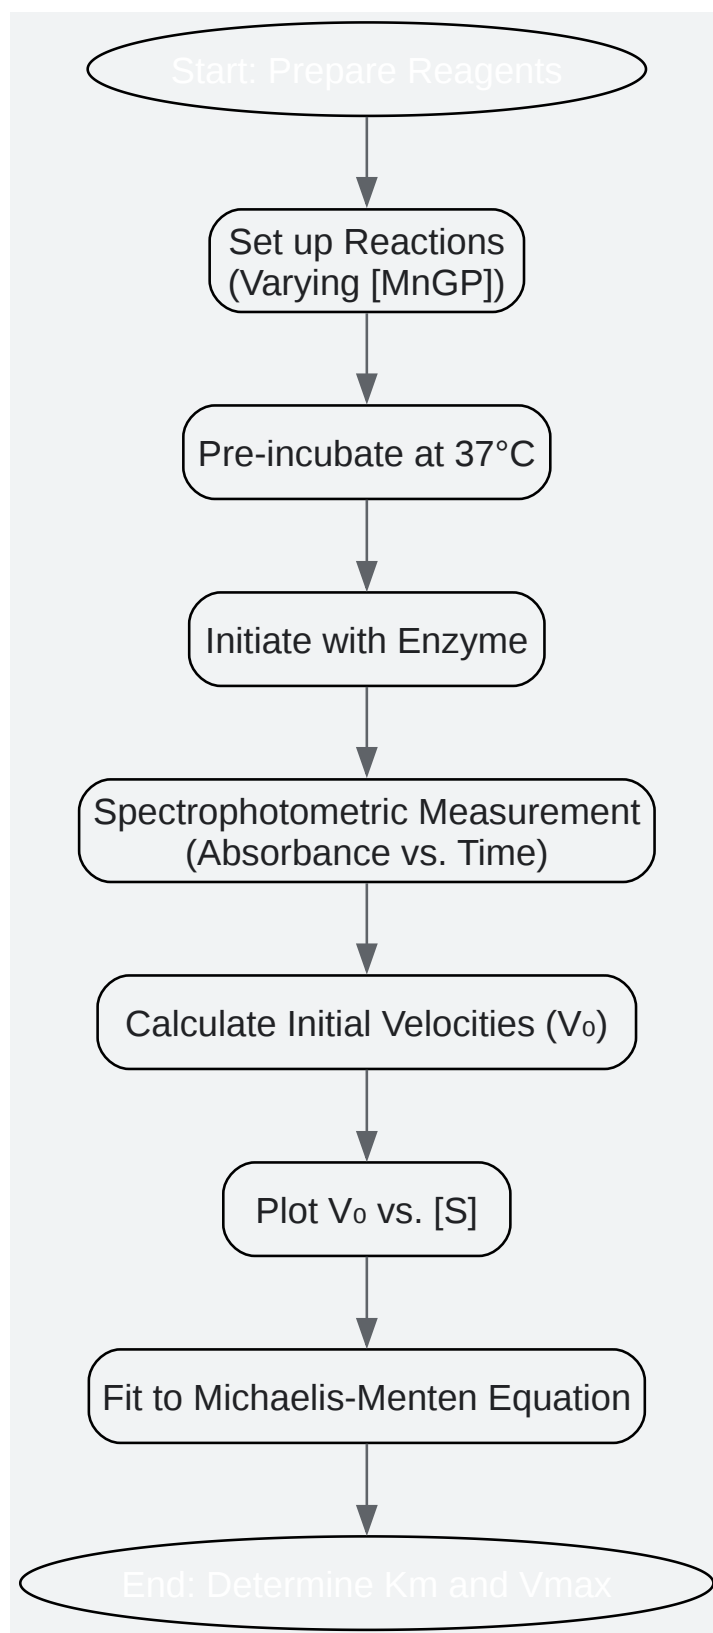 Start: Prepare Reagents
Set up Reactions
(Varying [MnGP])
Pre-incubate at 37°C
Initiate with Enzyme
Spectrophotometric Measurement
(Absorbance vs. Time)
Calculate Initial Velocities (V₀)
Plot V₀ vs. [S]
Fit to Michaelis-Menten Equation
End: Determine Km and Vmax